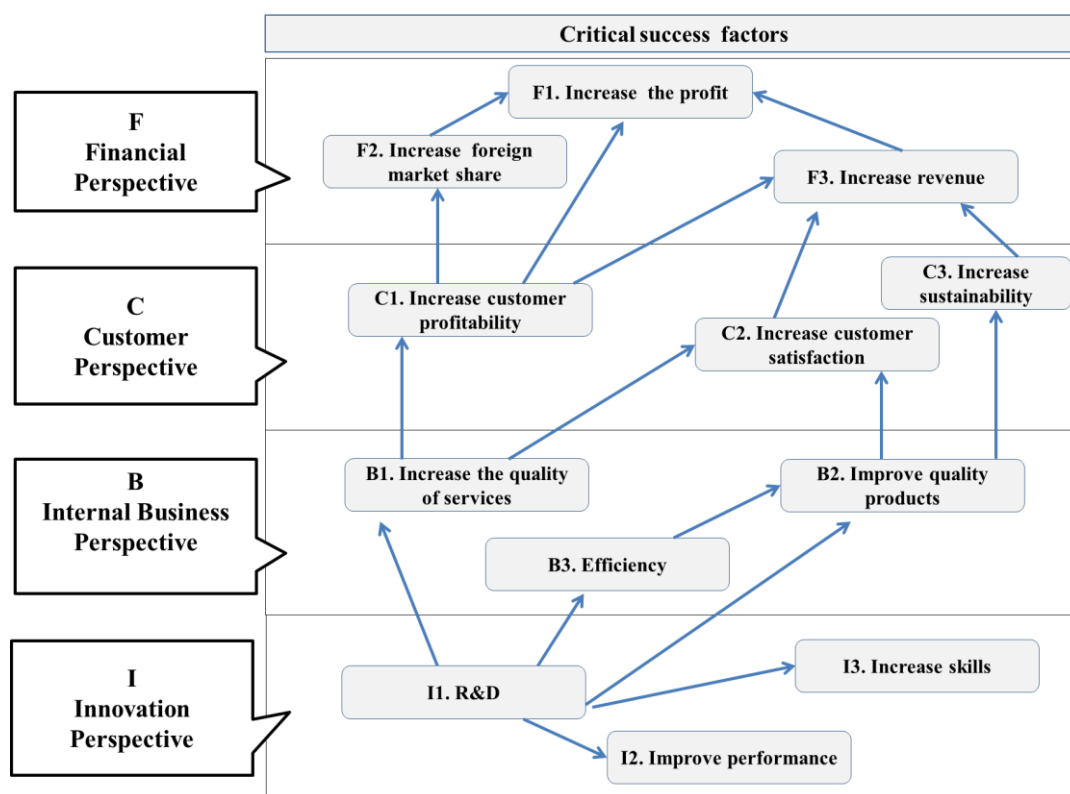 Critical success factors
F
Financial
Perspective
F1. Increase the profit
F2. Increase foreign
market share
F3. Increase revenue
C
Customer
Perspective
C1. Increase customer
profitability
C2. Increase customer
satisfaction
C3. Increase
sustainability
B
Internal Business
Perspective
B1. Increase the quality
of services
B2. Improve quality
products
B3. Efficiency
I
Innovation
Perspective
I1. R&D
I3. Increase skills
I2. Improve performance